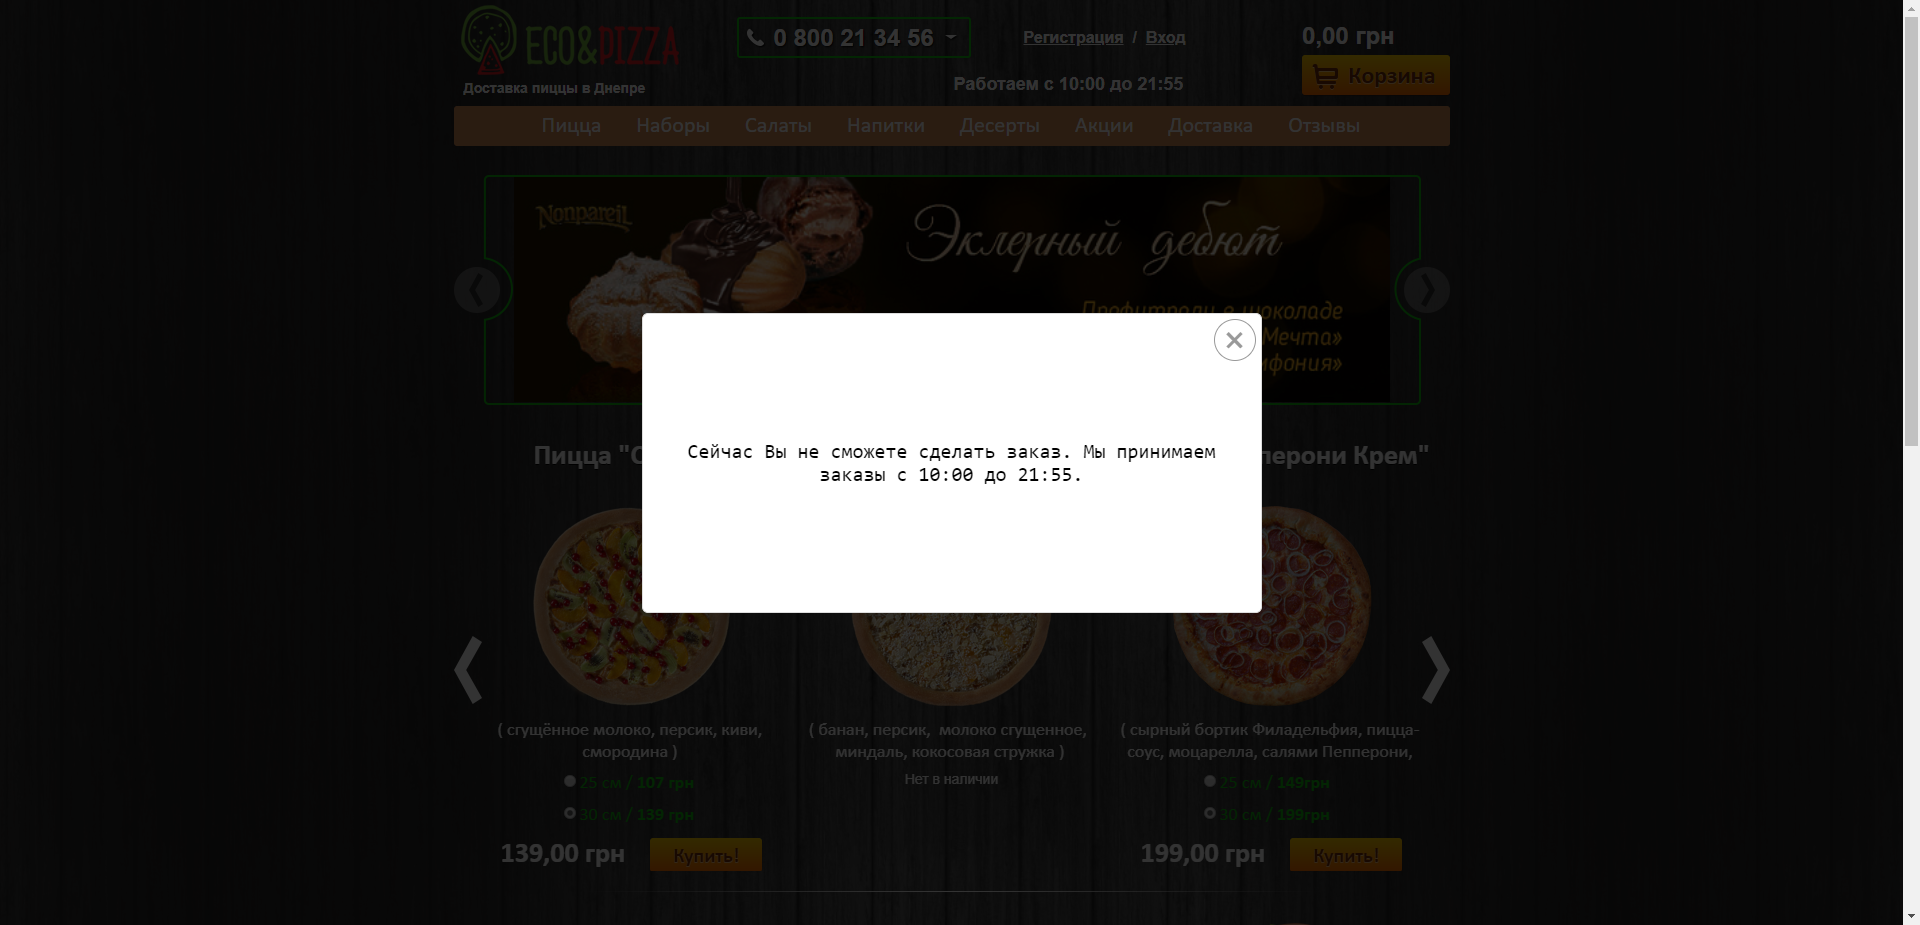 ECO&PIZZA
Доставка пиццы в Днепре
0 800 21 34 56
Регистрация / Вход
Работаем с 10:00 до 21:55
0,00 грн
Корзина
Пицца Наборы Салаты Напитки Десерты Акции Доставка Отзывы
Nonpareil
Эклерный дебют
Профитроли в шоколаде
Мечта»
Сейчас Вы не сможете сделать заказ. Мы принимаем
заказы с 10:00 до 21:55.
Пицца
Крем"
( сгущённое молоко, персик, киви,
смородина )
25 см / 107 грн
30 см / 139 грн
139,00 грн
Купить!
( банан, персик, молоко сгущенное,
миндаль, кокосовая стружка )
Нет в наличии
( сырный бортик Филадельфия, пицца-
соус, моцарелла, салями Пепперони,
25 см / 149грн
30 см / 199грн
199,00 грн
Купить!